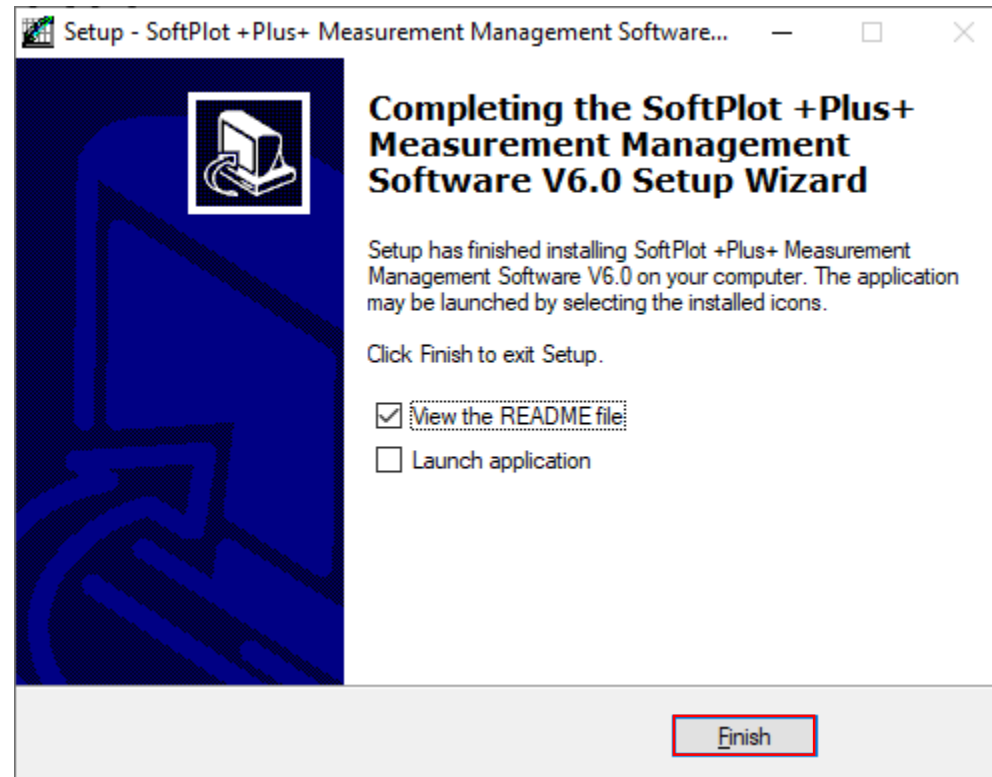 Setup - SoftPlot +Plus+ Measurement Management Software...
Completing the SoftPlot +Plus+
Measurement Management
Software V6.0 Setup Wizard
Setup has finished installing SoftPlot +Plus+ Measurement
Management Software V6.0 on your computer. The application
may be launched by selecting the installed icons.
Click Finish to exit Setup.
View the README file
Launch application
Finish